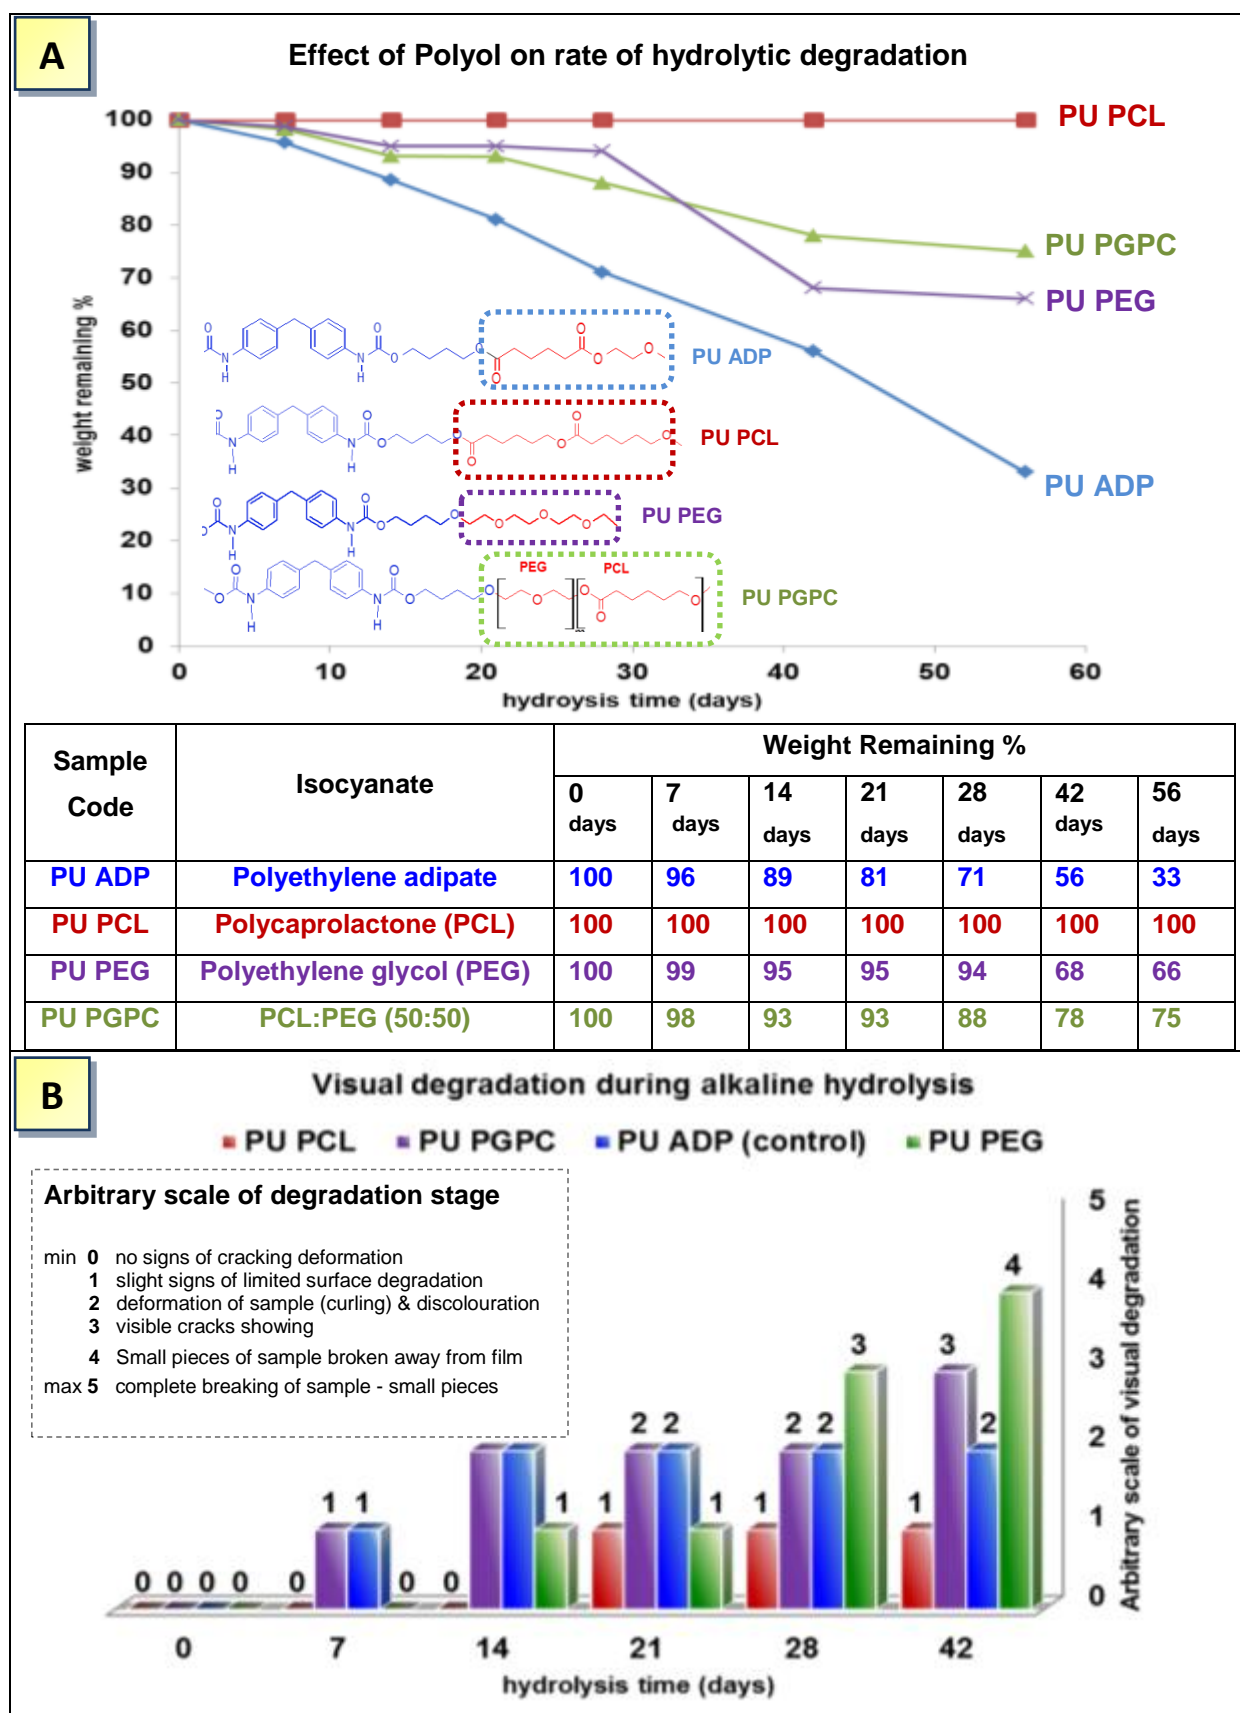 A
Effect of Polyol on rate of hydrolytic degradation
100
90
80
70
60
50
40
30
20
10
0
weight remaining %
0 10 20 30 40 50 60
hydroysis time (days)
PU PCL
PU PGPC
PU PEG
PU ADP
PU ADP
PU PCL
PU PEG
PEG PCL
PU PGPC
Sample Code Isocyanate Weight Remaining %
0 days 7 days 14 days 21 days 28 days 42 days 56 days
PU ADP Polyethylene adipate 100 96 89 81 71 56 33
PU PCL Polycaprolactone (PCL) 100 100 100 100 100 100 100
PU PEG Polyethylene glycol (PEG) 100 99 95 95 94 68 66
PU PGPC PCL:PEG (50:50) 100 98 93 93 88 78 75
B
Visual degradation during alkaline hydrolysis
PU PCL PU PGPC PU ADP (control) PU PEG
Arbitrary scale of degradation stage
min 0 no signs of cracking deformation
1 slight signs of limited surface degradation
2 deformation of sample (curling) & discolouration
3 visible cracks showing
4 Small pieces of sample broken away from film
max 5 complete breaking of sample - small pieces
5
4
3
2
1
0
Arbitrary scale of visual degradation
0 0 0 0 0 1 1 0 0 1 1 2 2 1 1 2 2 3 1 3 2 4
0 7 14 21 28 42
hydrolysis time (days)